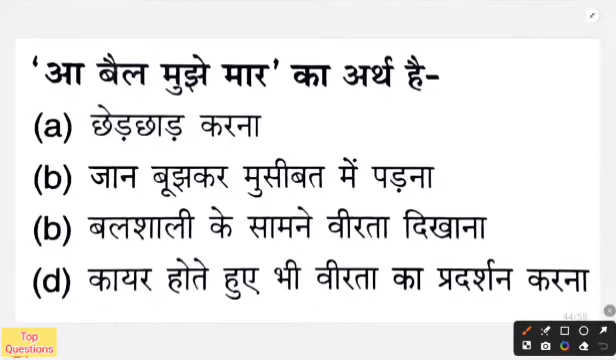 ‘आ बैल मुझे मार’ का अर्थ है-
(a) छेड़छाड़ करना
(b) जान बूझकर मुसीबत में पड़ना
(b) बलशाली के सामने वीरता दिखाना
(d) कायर होते हुए भी वीरता का प्रदर्शन करना
44/58
Top
Questions